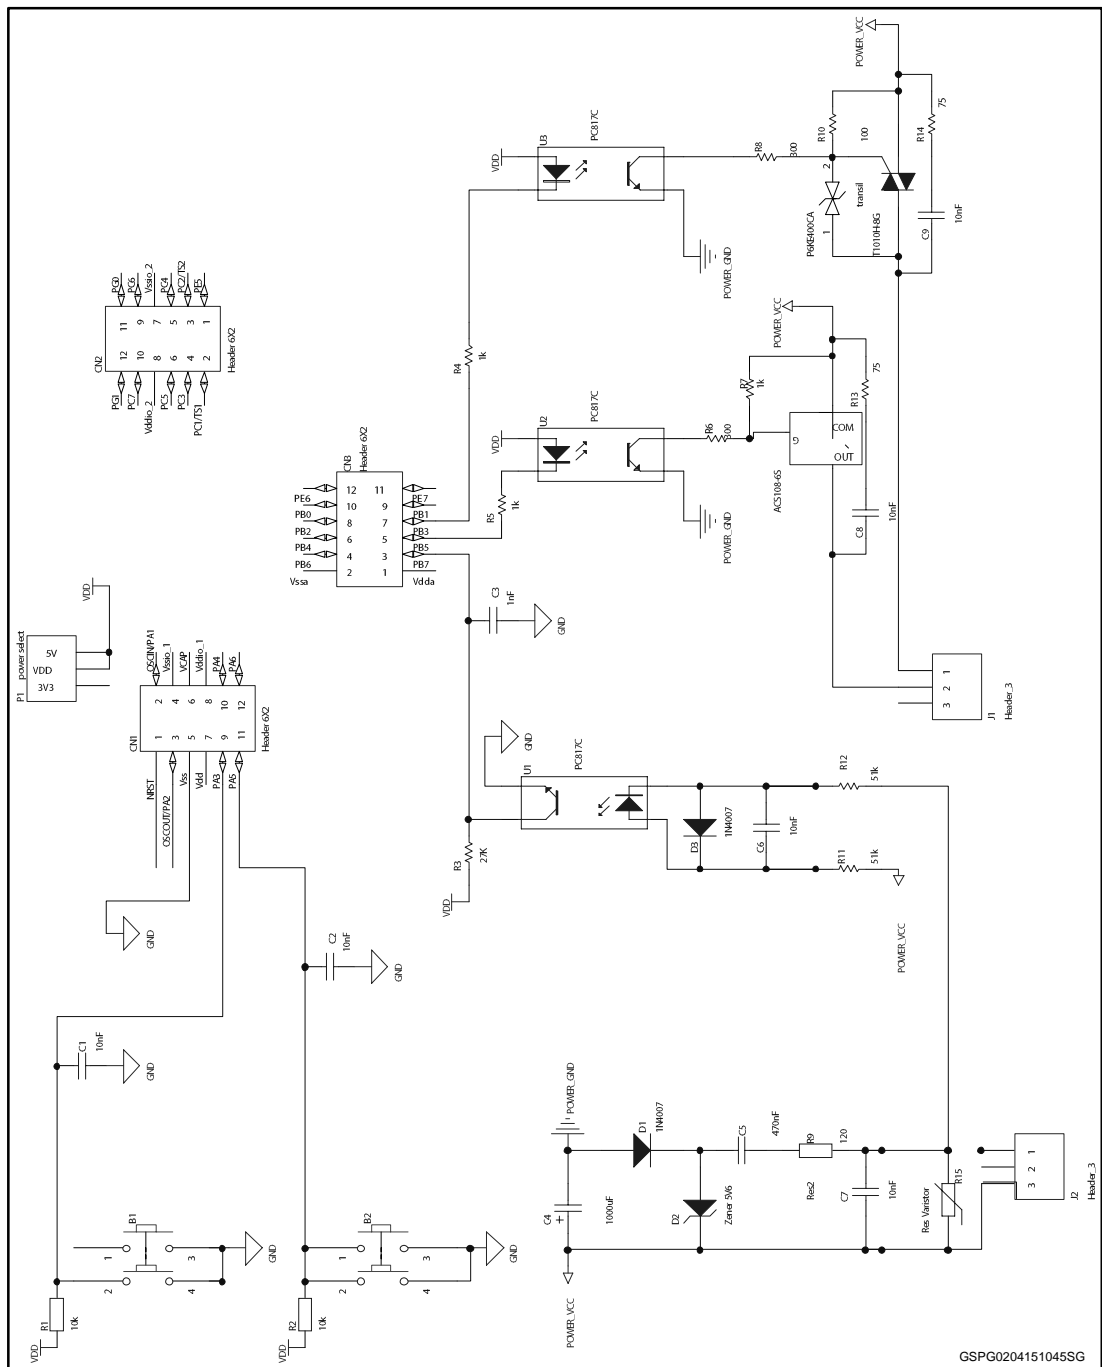 POWER_VCC
R10
100
R14
75
U3
PC817C
VDD
R8
300
2
1
transil
P6KE400CA
T1010H-8G
C9
10nF
POWER_GND
PG0
PC6
Vssio_2
PC4
PC2/TS2
PE5
11
9
7
5
3
1
12
10
8
6
4
2
CN2
Header 6X2
PG1
PC7
Vddio_2
PC5
PC3
PC1/TS1
R4
1k
POWER_VCC
R7
1k
R13
75
U2
PC817C
VDD
R6
300
G
COM
OUT
ACS108-6S
C8
10nF
POWER_GND
R5
1k
CN3
Header 6X2
12
11
PE6
10
9
PE7
PB0
8
7
PB1
PB2
6
5
PB3
PB4
4
3
PB5
PB6
2
1
PB7
Vssa
Vdda
C3
1nF
GND
VDD
P1
power select
5V
VDD
3V3
OSCIN/PA1
Vssio_1
VCAP
Vddio_1
PA4
PA6
2
4
6
8
10
12
1
3
5
7
9
11
CN1
Header 6X2
NRST
OSCOUT/PA2
Vss
Vdd
PA3
PA5
GND
1
2
3
J1
Header_3
GND
U1
PC817C
R3
27K
VDD
D3
1N4007
C6
10nF
R12
51k
R11
51k
POWER_VCC
GND
C2
10nF
GND
C1
10nF
GND
POWER_GND
D1
1N4007
C5
470nF
R9
120
Res2
C4
+
1000uF
D2
Zener 5V6
C7
10nF
Res Varistor
R15
1
2
3
J2
Header_3
POWER_VCC
B1
1
2
3
4
GND
R1
10k
VDD
B2
1
2
3
4
GND
R2
10k
VDD
GSPG0204151045SG